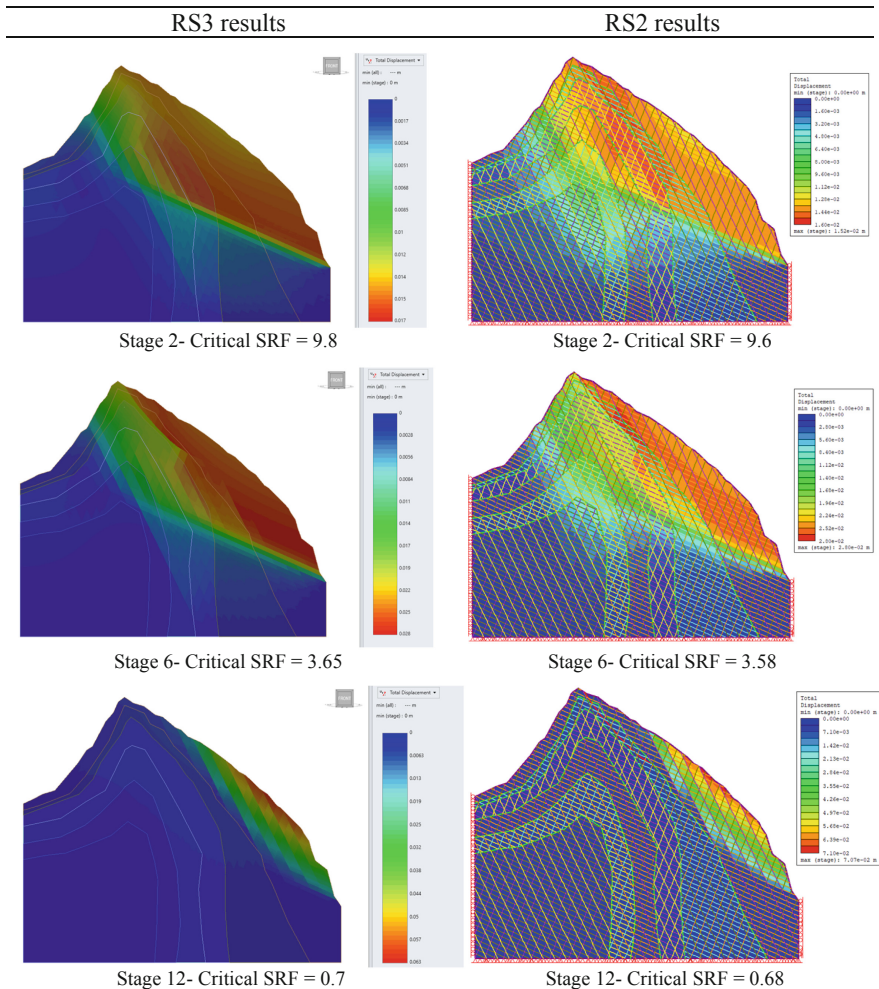 RS3 results
RS2 results
FRONT
Total Displacement
min (all) : --- m
min (stage) : 0 m
0
0.0017
0.0034
0.0051
0.0068
0.0085
0.01
0.012
0.014
0.015
0.017
Total
Displacement
min (stage): 0.00e+00 m
0.00e+00
1.60e-03
3.20e-03
4.80e-03
6.40e-03
8.00e-03
9.60e-03
1.12e-02
1.28e-02
1.44e-02
1.60e-02
max (stage): 1.52e-02 m
Stage 2- Critical SRF = 9.8
Stage 2- Critical SRF = 9.6
FRONT
Total Displacement
min (all) : --- m
min (stage) : 0 m
0
0.0028
0.0056
0.0084
0.011
0.014
0.017
0.019
0.022
0.025
0.028
Total
Displacement
min (stage): 0.00e+00 m
0.00e+00
2.80e-03
5.60e-03
8.40e-03
1.12e-02
1.40e-02
1.68e-02
1.96e-02
2.24e-02
2.52e-02
2.80e-02
max (stage): 2.80e-02 m
Stage 6- Critical SRF = 3.65
Stage 6- Critical SRF = 3.58
FRONT
Total Displacement
min (all) : --- m
min (stage) : 0 m
0
0.0063
0.013
0.019
0.025
0.032
0.038
0.044
0.05
0.057
0.063
Total
Displacement
min (stage): 0.00e+00 m
0.00e+00
7.10e-03
1.42e-02
2.13e-02
2.84e-02
3.55e-02
4.26e-02
4.97e-02
5.68e-02
6.39e-02
7.10e-02
max (stage): 7.07e-02 m
Stage 12- Critical SRF = 0.7
Stage 12- Critical SRF = 0.68